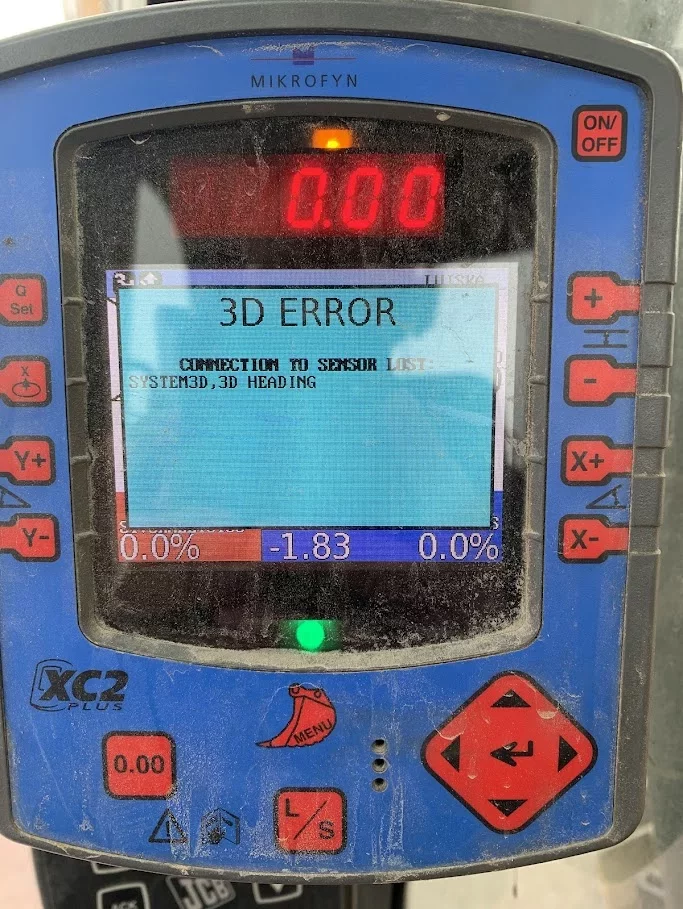 MIKROFYN
ON/
OFF
0.00
3D ERROR
CONNECTION TO SENSOR LOST:
SYSTEM3D,3D HEADING
0.0% -1.83 0.0%
Set
+
-
X
Y+
Y-
X+
X-
XC2
PLUS
MENU
0.00
L/S
JCB